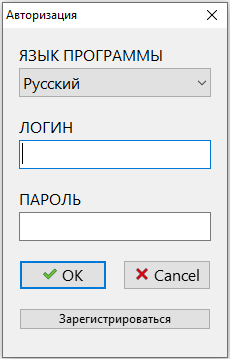 Авторизация
ЯЗЫК ПРОГРАММЫ
Русский
ЛОГИН
ПАРОЛЬ
OK
Cancel
Зарегистрироваться